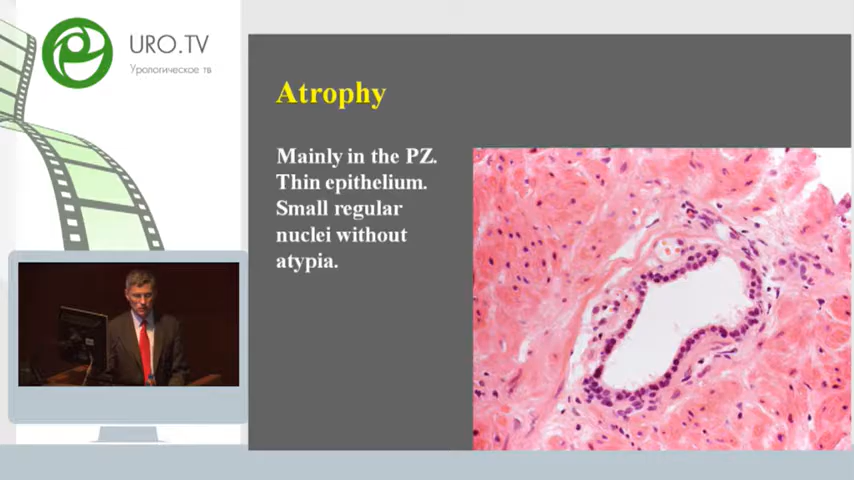 URO.TV
Урологическое тв
Atrophy
Mainly in the PZ.
Thin epithelium.
Small regular
nuclei without
atypia.